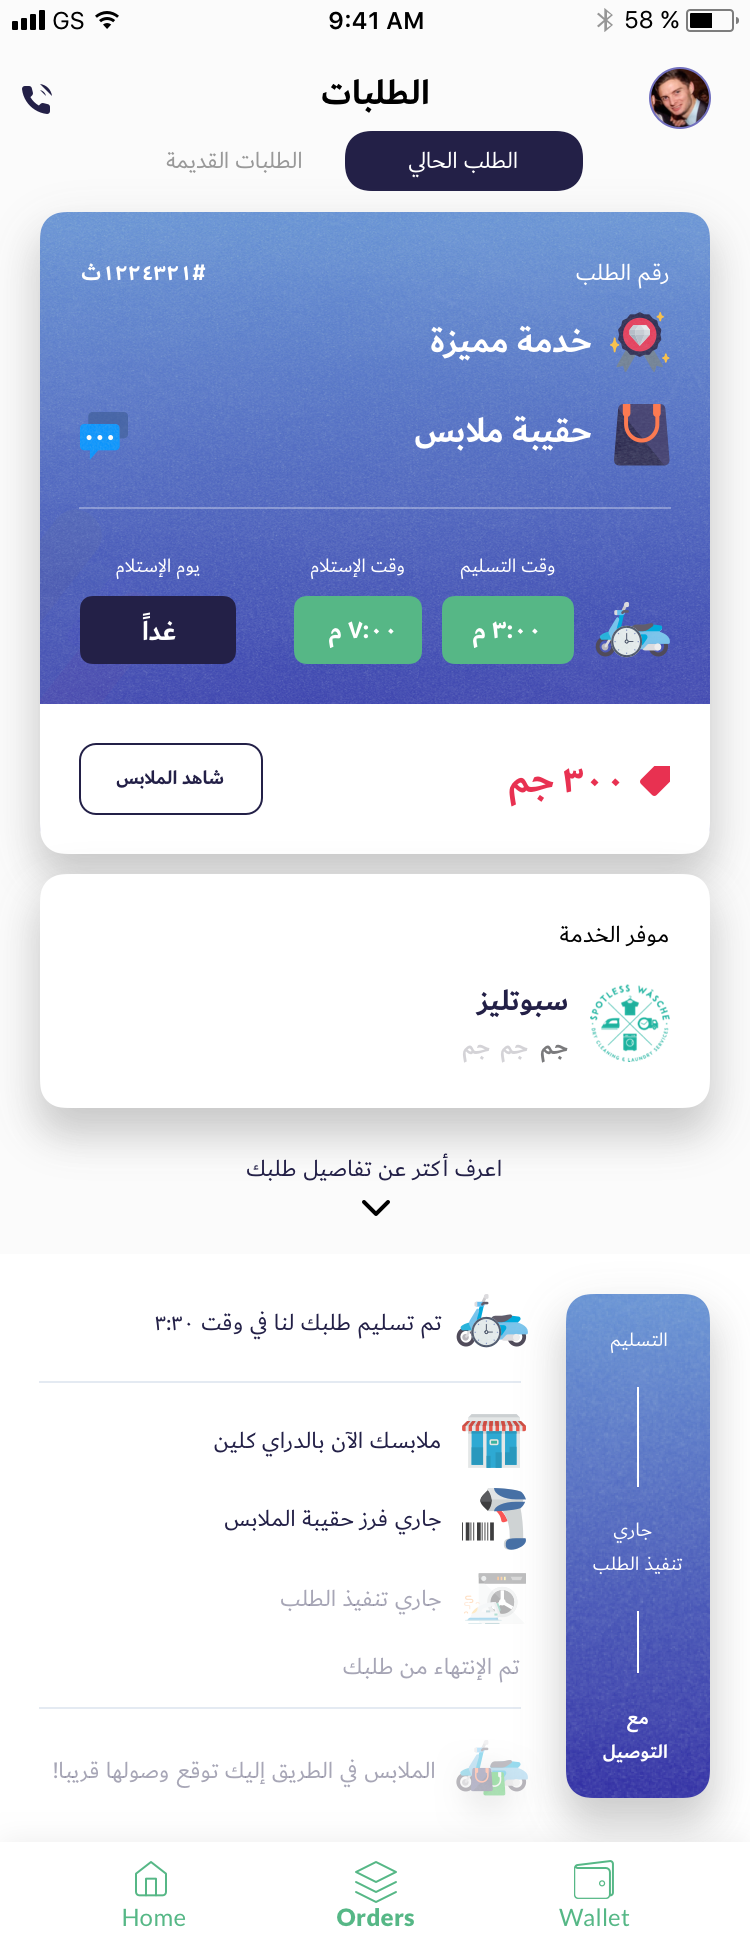 GS 9:41 AM 58 %
الطلبات
الطلب الحالي
الطلبات القديمة
رقم الطلب
#١٢٢٤٣٢١ث
خدمة مميزة
حقيبة ملابس
وقت التسليم
وقت الإستلام
يوم الإستلام
٣:٠٠ م
٧:٠٠ م
غداً
٣٠٠ جم
شاهد الملابس
موفر الخدمة
SPOTLESS WÄSCHE
DRY CLEANING & LAUNDRY SERVICES
سبوتليز
جم جم جم
اعرف أكتر عن تفاصيل طلبك
التسليم
جاري
تنفيذ الطلب
مع
التوصيل
تم تسليم طلبك لنا في وقت ٣:٣٠
ملابسك الآن بالدراي كلين
جاري فرز حقيبة الملابس
جاري تنفيذ الطلب
تم الإنتهاء من طلبك
الملابس في الطريق إليك توقع وصولها قريبا!
Home
Orders
Wallet